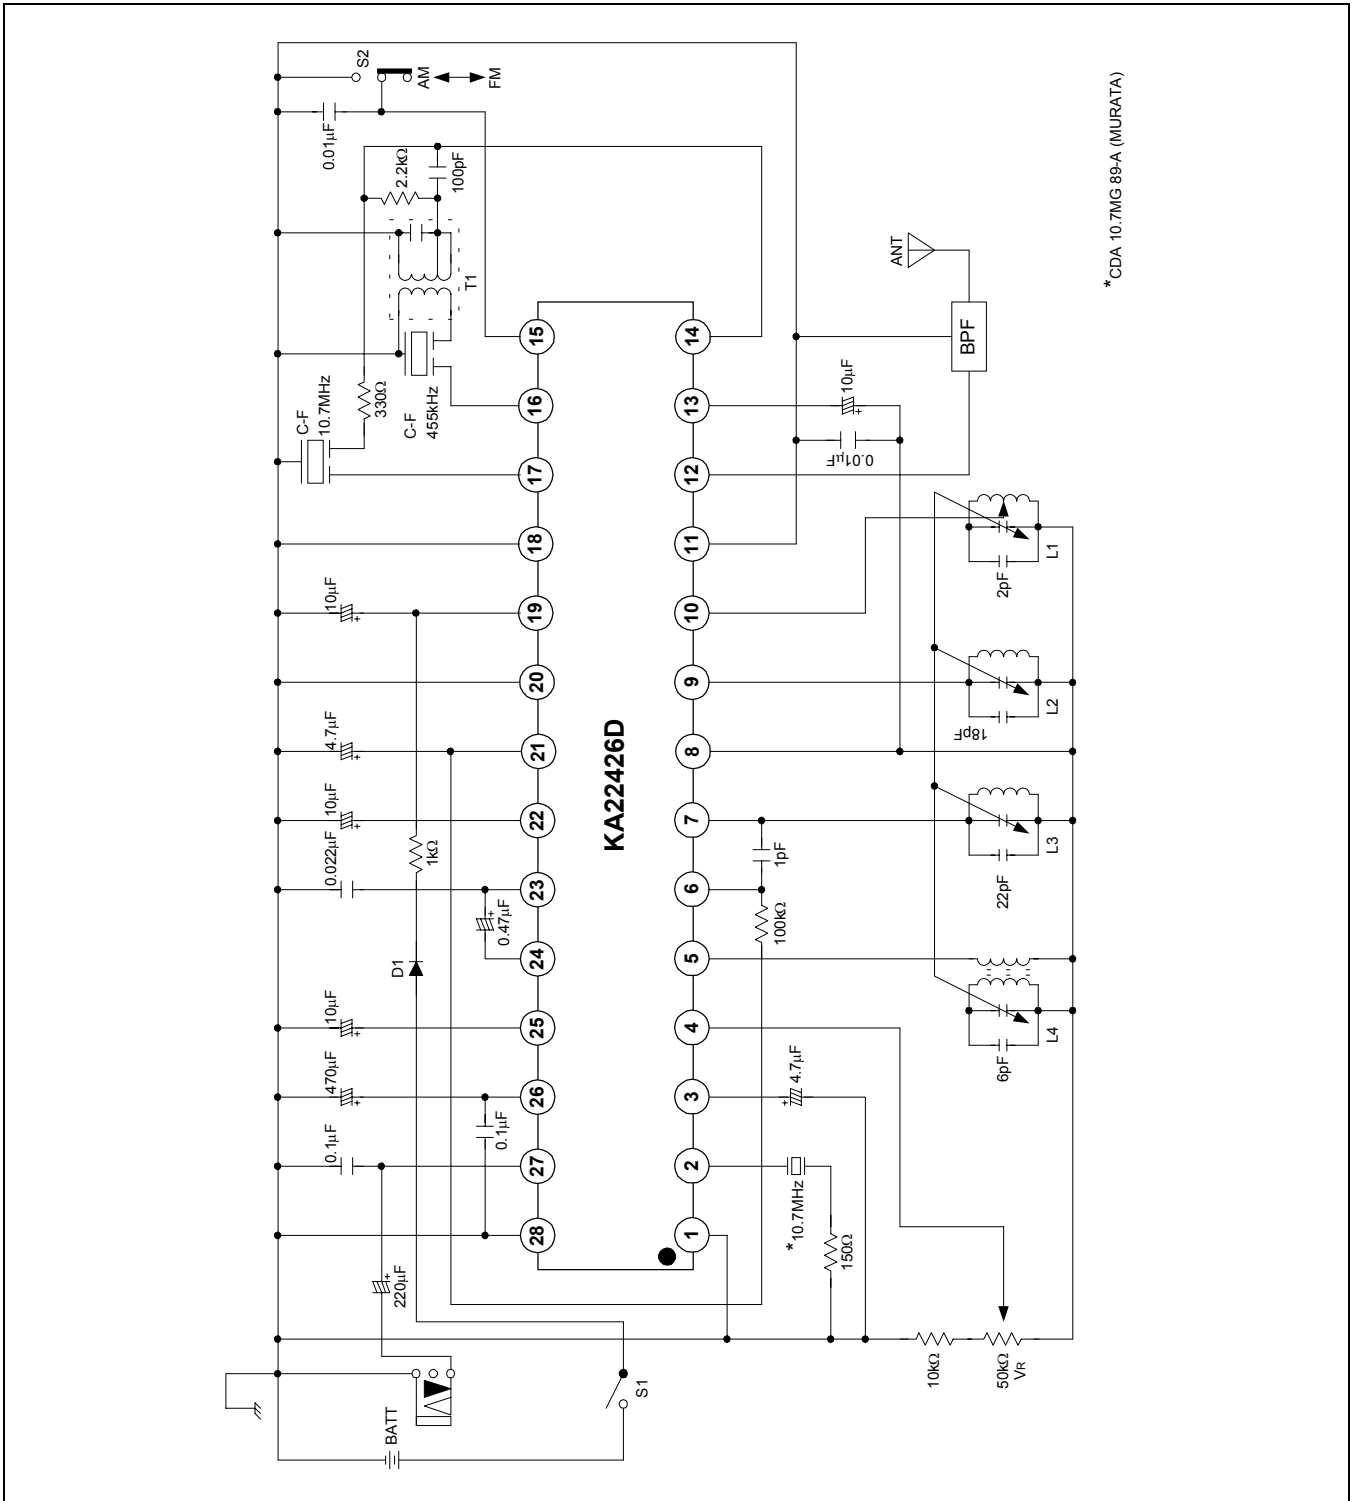 S2
AM
FM
0.01µF
2.2kΩ
100pF
*CDA 10.7MG 89-A (MURATA)
T1
ANT
BPF
C-F
10.7MHz
330Ω
C-F
455kHz
15
14
16
13
10µF
17
12
0.01µF
18
11
L1
2pF
10µF
19
10
20
9
L2
18pF
4.7µF
21
8
KA22426D
10µF
22
7
1kΩ
1pF
L3
22pF
0.022µF
23
6
0.47µF
100kΩ
24
5
D1
10µF
25
4
L4
6pF
470µF
26
3
4.7µF
0.1µF
0.1µF
27
2
*10.7MHz
28
1
150Ω
220µF
10kΩ
50kΩ
VR
S1
BATT